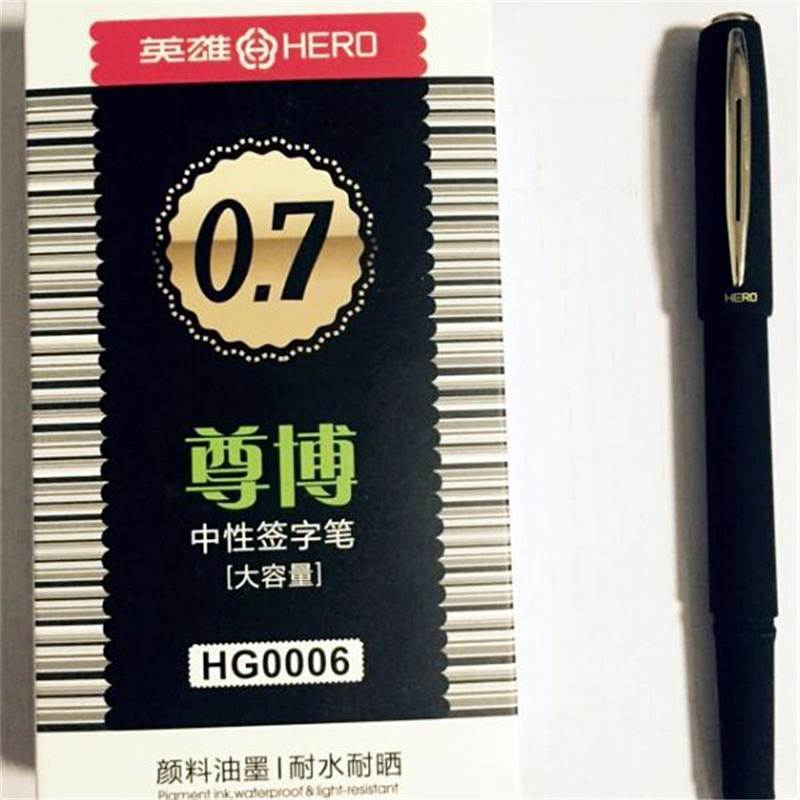 英雄 HERO
0.7
尊博
中性签字笔
[大容量]
HG0006
颜料油墨|耐水耐晒
Pigment ink, waterproof & light-resistant
HERO